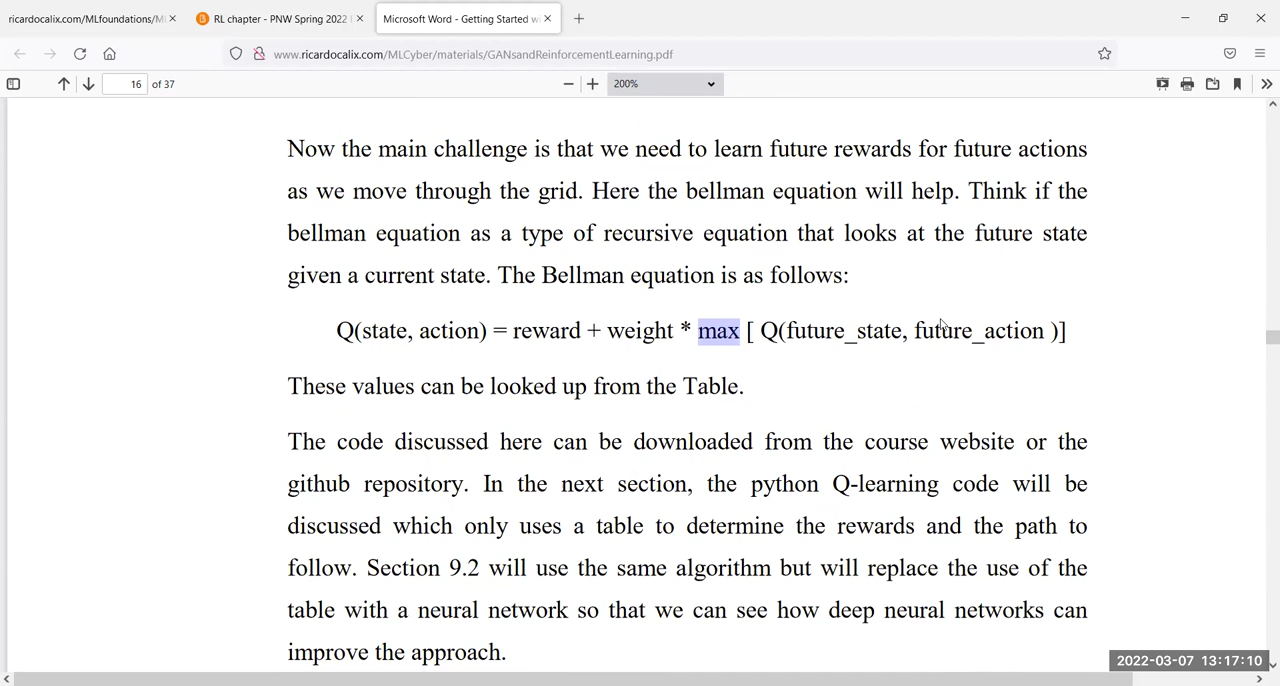 ricardocalix.com/MLfoundations/M
RL chapter - PNW Spring 2022
Microsoft Word - Getting Started w
www.ricardocalix.com/MLCyber/materials/GANsandReinforcementLearning.pdf
16 of 37
200%
Now the main challenge is that we need to learn future rewards for future actions
as we move through the grid. Here the bellman equation will help. Think if the
bellman equation as a type of recursive equation that looks at the future state
given a current state. The Bellman equation is as follows:
Q(state, action) = reward + weight * max [ Q(future_state, future_action )]
These values can be looked up from the Table.
The code discussed here can be downloaded from the course website or the
github repository. In the next section, the python Q-learning code will be
discussed which only uses a table to determine the rewards and the path to
follow. Section 9.2 will use the same algorithm but will replace the use of the
table with a neural network so that we can see how deep neural networks can
improve the approach.
2022-03-07 13:17:10